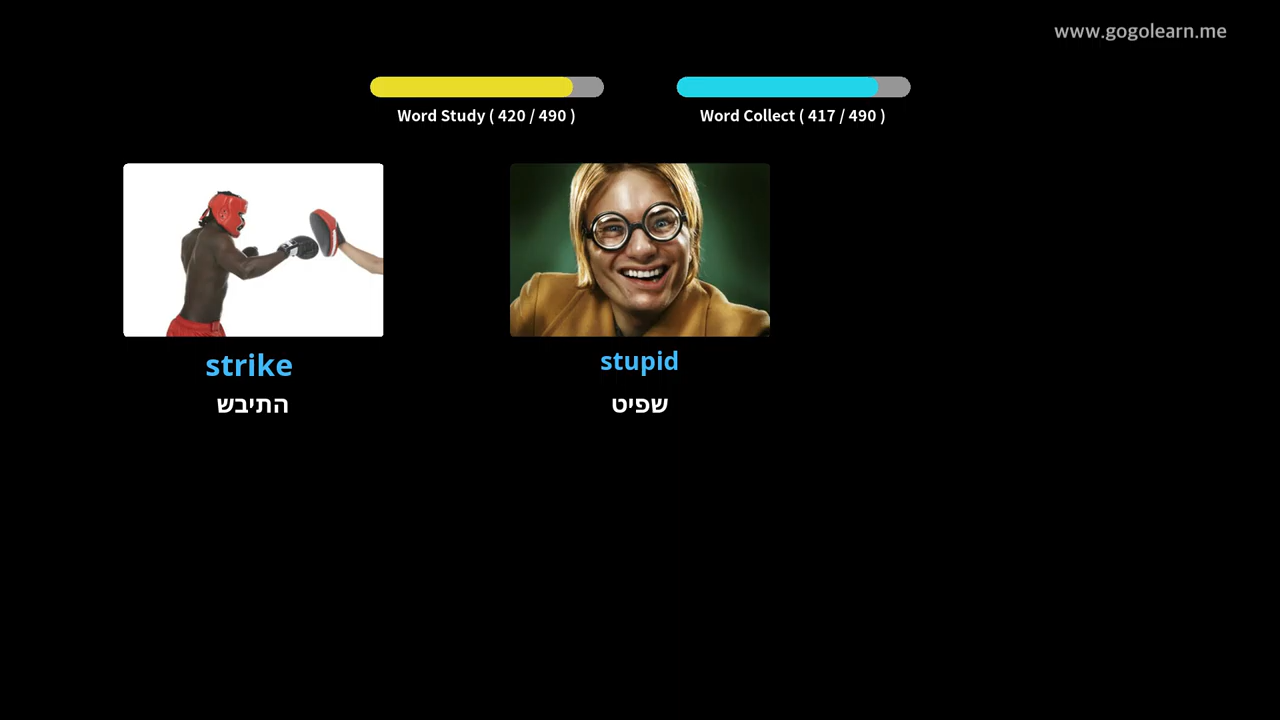 www.gogolearn.me
Word Study ( 420 / 490 )
Word Collect ( 417 / 490 )
strike
התיבש
stupid
שפיט